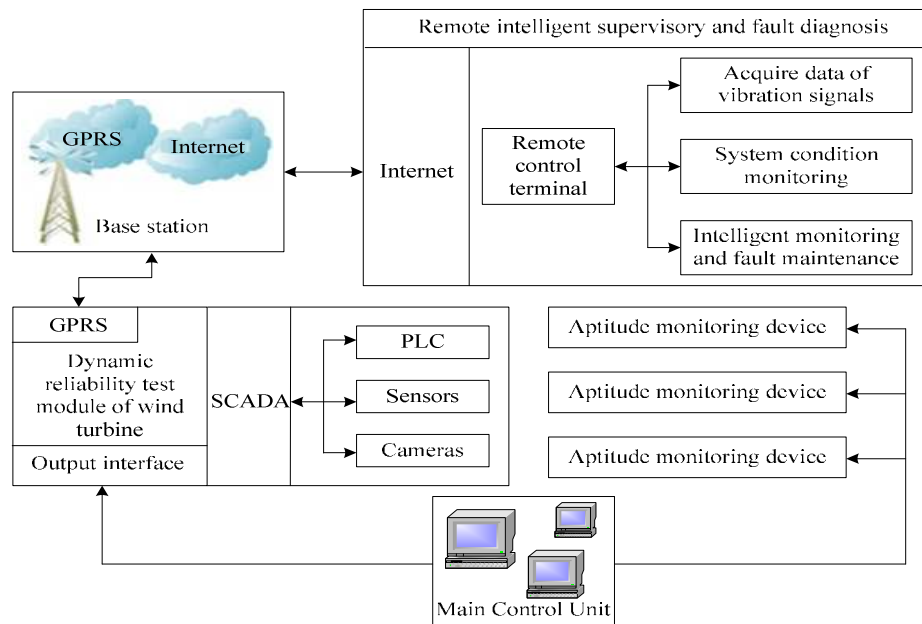 Remote intelligent supervisory and fault diagnosis
GPRS
Internet
Base station
Internet
Remote
control
terminal
Acquire data of
vibration signals
System condition
monitoring
Intelligent monitoring
and fault maintenance
GPRS
Dynamic
reliability test
module of wind
turbine
Output interface
SCADA
PLC
Sensors
Cameras
Aptitude monitoring device
Aptitude monitoring device
Aptitude monitoring device
Main Control Unit